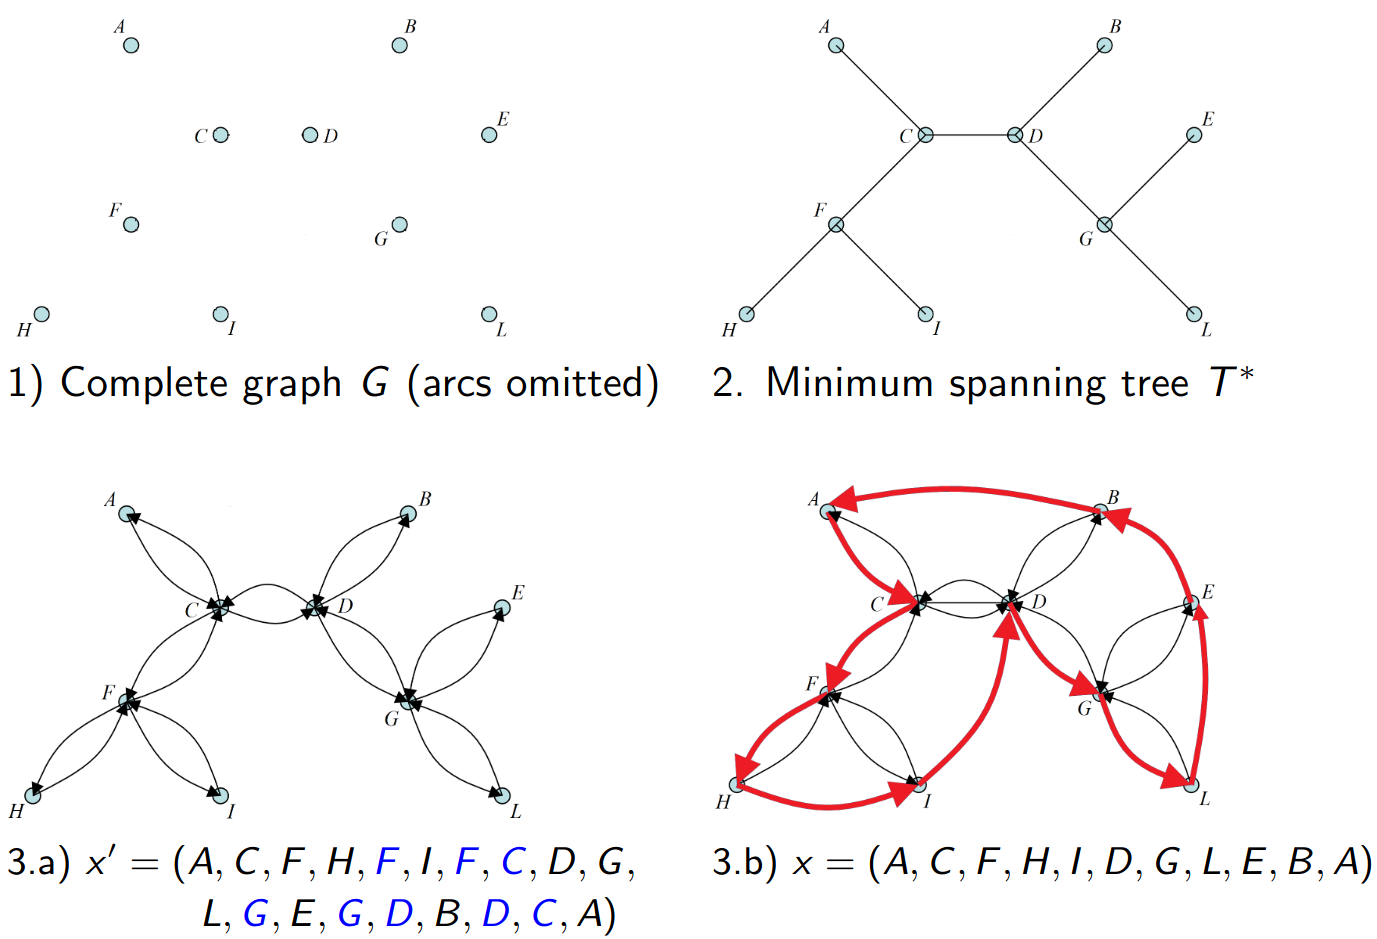 A
B
C
D
E
F
G
H
I
L
1) Complete graph G (arcs omitted)
A
B
C
D
E
F
G
H
I
L
2. Minimum spanning tree T*
A
B
C
D
E
F
G
H
I
L
3.a) x′ = (A, C, F, H, F, I, F, C, D, G,
L, G, E, G, D, B, D, C, A)
A
B
C
D
E
F
G
H
I
L
3.b) x = (A, C, F, H, I, D, G, L, E, B, A)